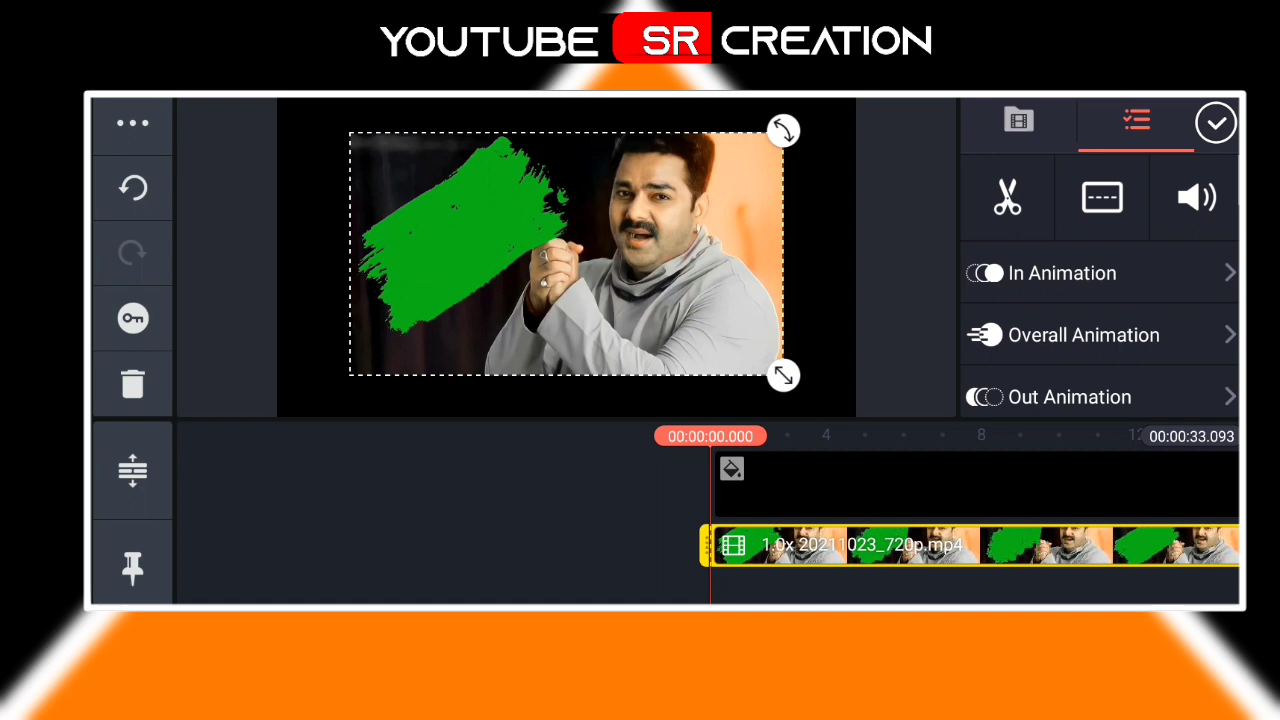 YOUTUBE SR CREATION
In Animation
Overall Animation
Out Animation
00:00:00.000
4
8
12
00:00:33.093
1.0x 20211023_720p.mp4